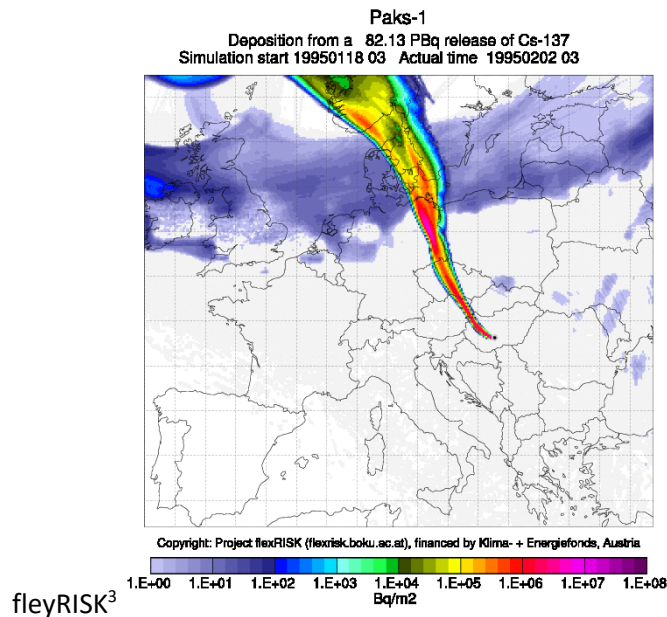 Paks-1
Deposition from a 82.13 PBq release of Cs-137
Simulation start 19950118 03 Actual time 19950202 03
Copyright: Project flexRISK (flexrisk.boku.ac.at), financed by Klima- + Energiefonds, Austria
1.E+00 1.E+01 1.E+02 1.E+03 1.E+04 1.E+05 1.E+06 1.E+07 1.E+08
Bq/m2
fleyRISK³